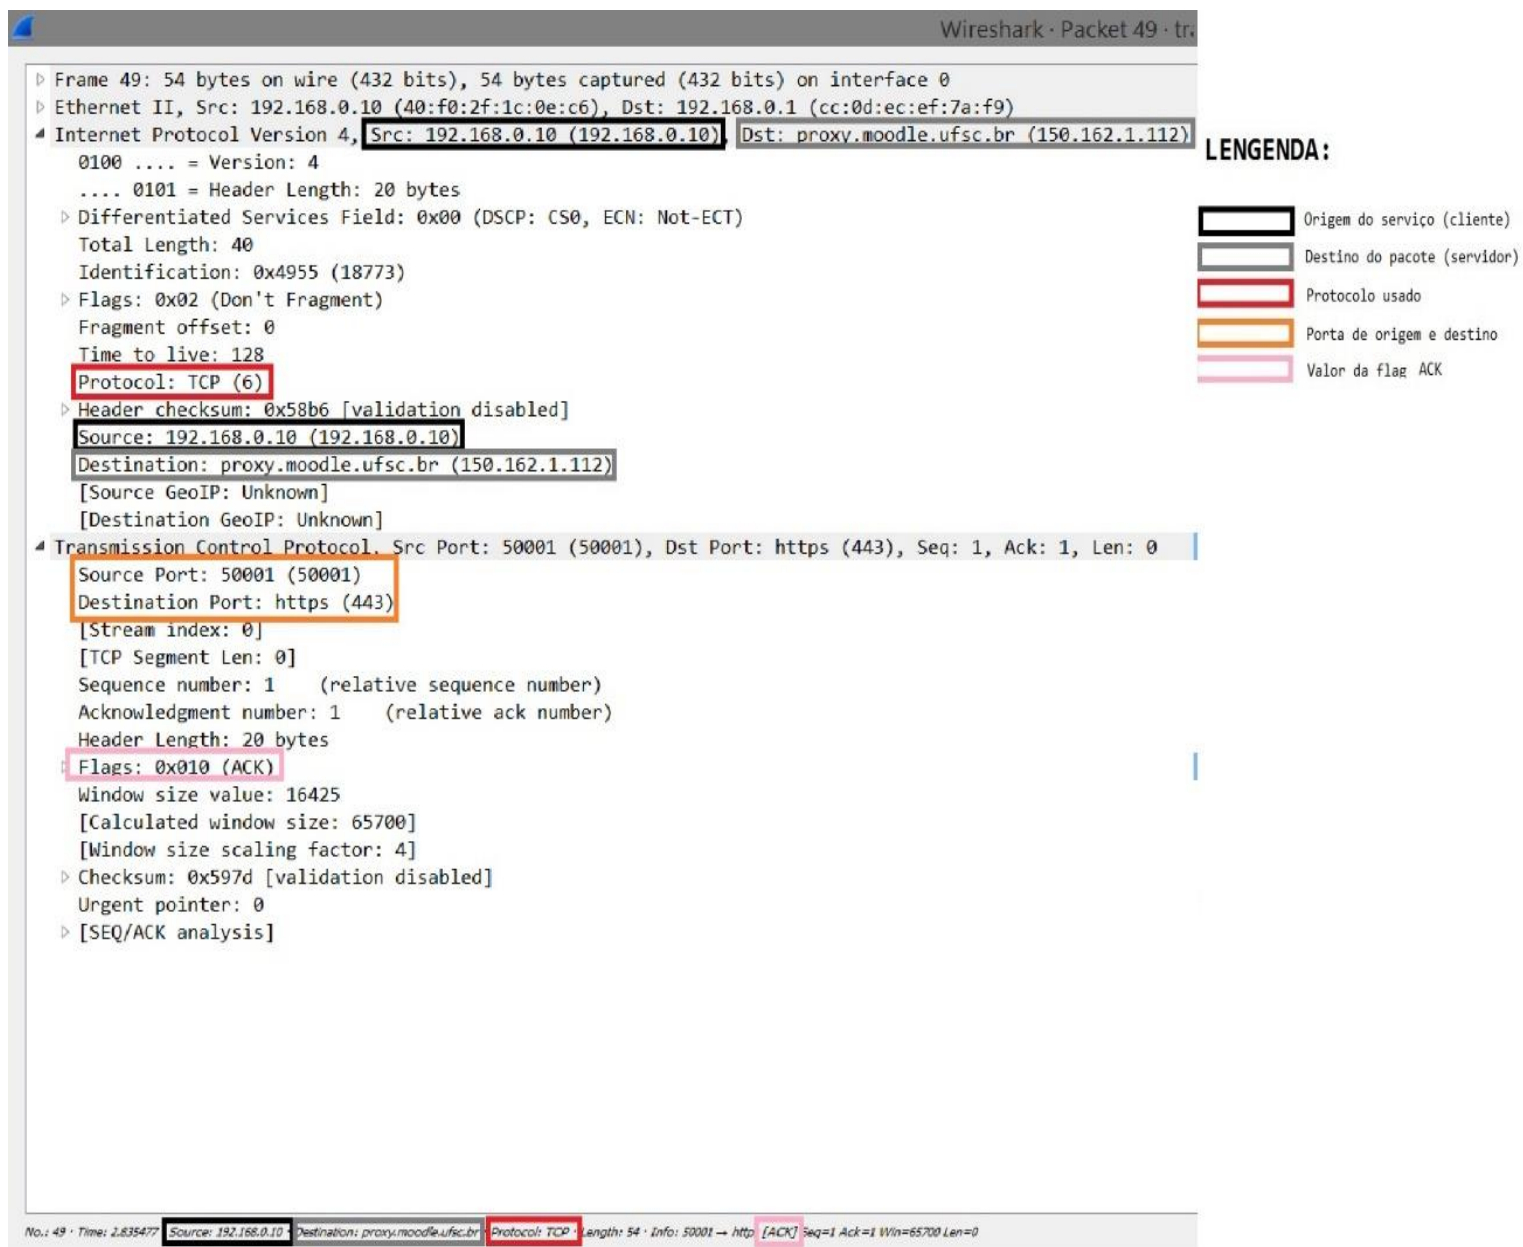 Wireshark · Packet 49 · tr
Frame 49: 54 bytes on wire (432 bits), 54 bytes captured (432 bits) on interface 0
Ethernet II, Src: 192.168.0.10 (40:f0:2f:1c:0e:c6), Dst: 192.168.0.1 (cc:0d:ec:ef:7a:f9)
Internet Protocol Version 4, Src: 192.168.0.10 (192.168.0.10), Dst: proxy.moodle.ufsc.br (150.162.1.112)
0100 .... = Version: 4
.... 0101 = Header Length: 20 bytes
Differentiated Services Field: 0x00 (DSCP: CS0, ECN: Not-ECT)
Total Length: 40
Identification: 0x4955 (18773)
Flags: 0x02 (Don't Fragment)
Fragment offset: 0
Time to live: 128
Protocol: TCP (6)
Header checksum: 0x58b6 [validation disabled]
Source: 192.168.0.10 (192.168.0.10)
Destination: proxy.moodle.ufsc.br (150.162.1.112)
[Source GeoIP: Unknown]
[Destination GeoIP: Unknown]
Transmission Control Protocol, Src Port: 50001 (50001), Dst Port: https (443), Seq: 1, Ack: 1, Len: 0
Source Port: 50001 (50001)
Destination Port: https (443)
[Stream index: 0]
[TCP Segment Len: 0]
Sequence number: 1 (relative sequence number)
Acknowledgment number: 1 (relative ack number)
Header Length: 20 bytes
Flags: 0x010 (ACK)
Window size value: 16425
[Calculated window size: 65700]
[Window size scaling factor: 4]
Checksum: 0x597d [validation disabled]
Urgent pointer: 0
[SEQ/ACK analysis]
No.: 49 · Time: 2.835477 · Source: 192.168.0.10 · Destination: proxy.moodle.ufsc.br · Protocol: TCP · Length: 54 · Info: 50001 → http [ACK] Seq=1 Ack=1 Win=65700 Len=0
LENGENDA:
Origem do serviço (cliente)
Destino do pacote (servidor)
Protocolo usado
Porta de origem e destino
Valor da flag ACK